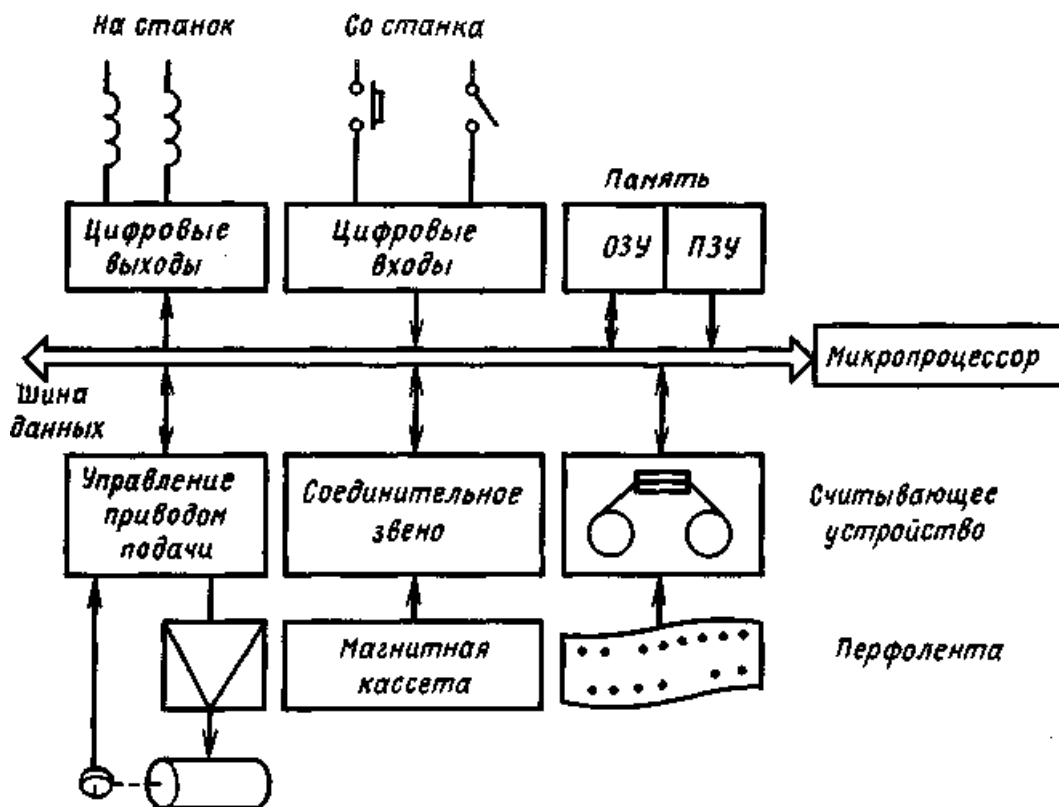 На станок
Со станка
Память
Цифровые
выходы
Цифровые
входы
ОЗУ
ПЗУ
Микропроцессор
Шина
данных
Управление
приводом
подачи
Соединительное
звено
Считывающее
устройство
Магнитная
кассета
Перфолента